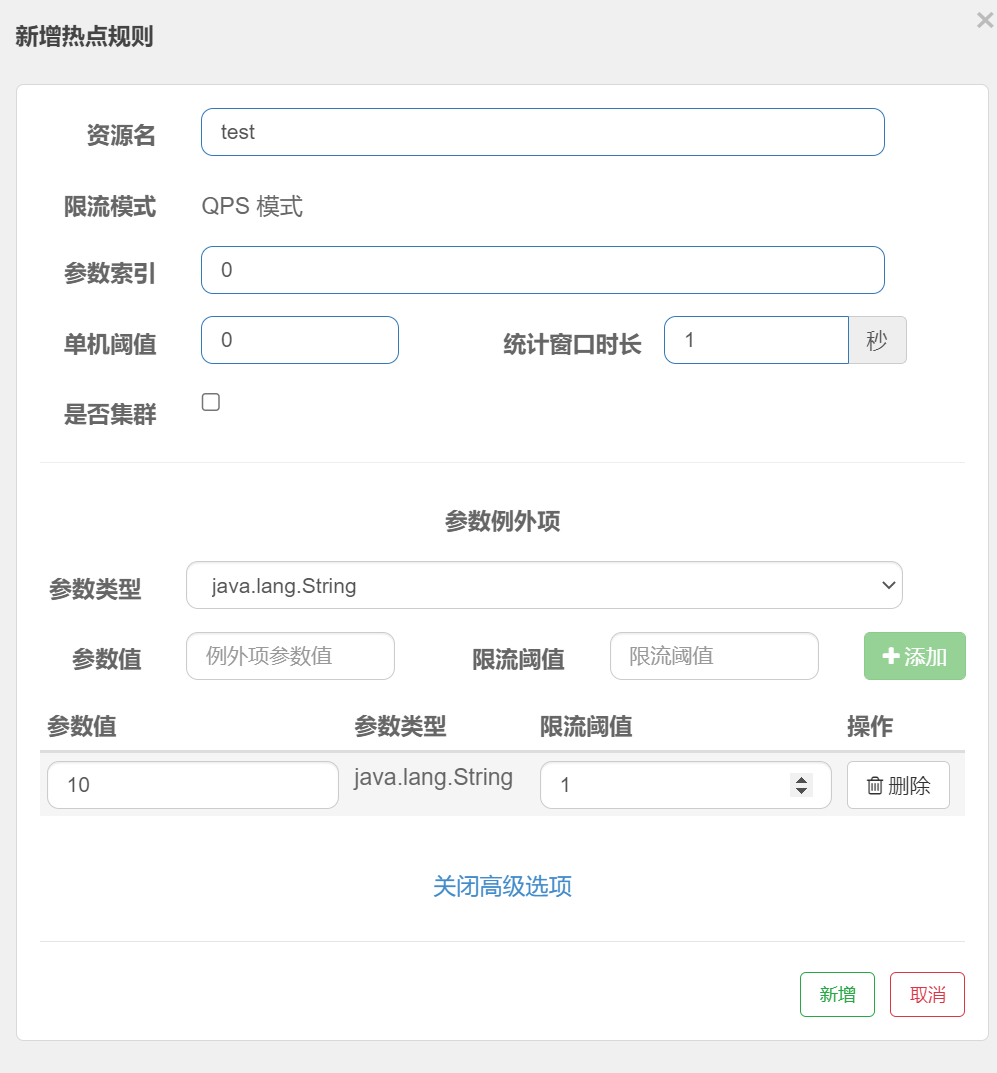 新增热点规则
×
资源名 test
限流模式 QPS 模式
参数索引 0
单机阈值 0 统计窗口时长 1 秒
是否集群
参数例外项
参数类型 java.lang.String
参数值 例外项参数值 限流阈值 限流阈值 添加
参数值 参数类型 限流阈值 操作
10 java.lang.String 1 删除
关闭高级选项
新增 取消